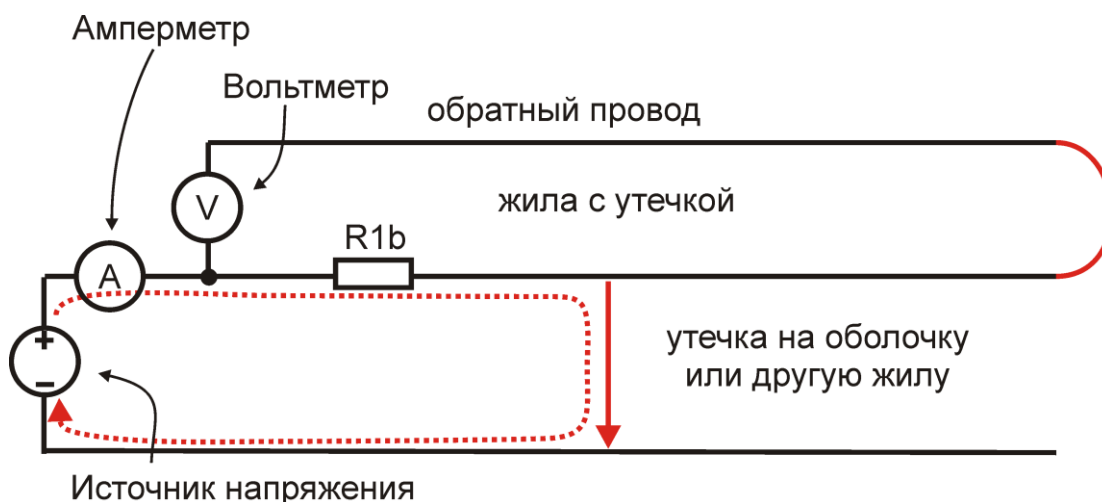 Амперметр
Вольтметр
обратный провод
V
жила с утечкой
R1b
A
+
−
утечка на оболочку
или другую жилу
Источник напряжения